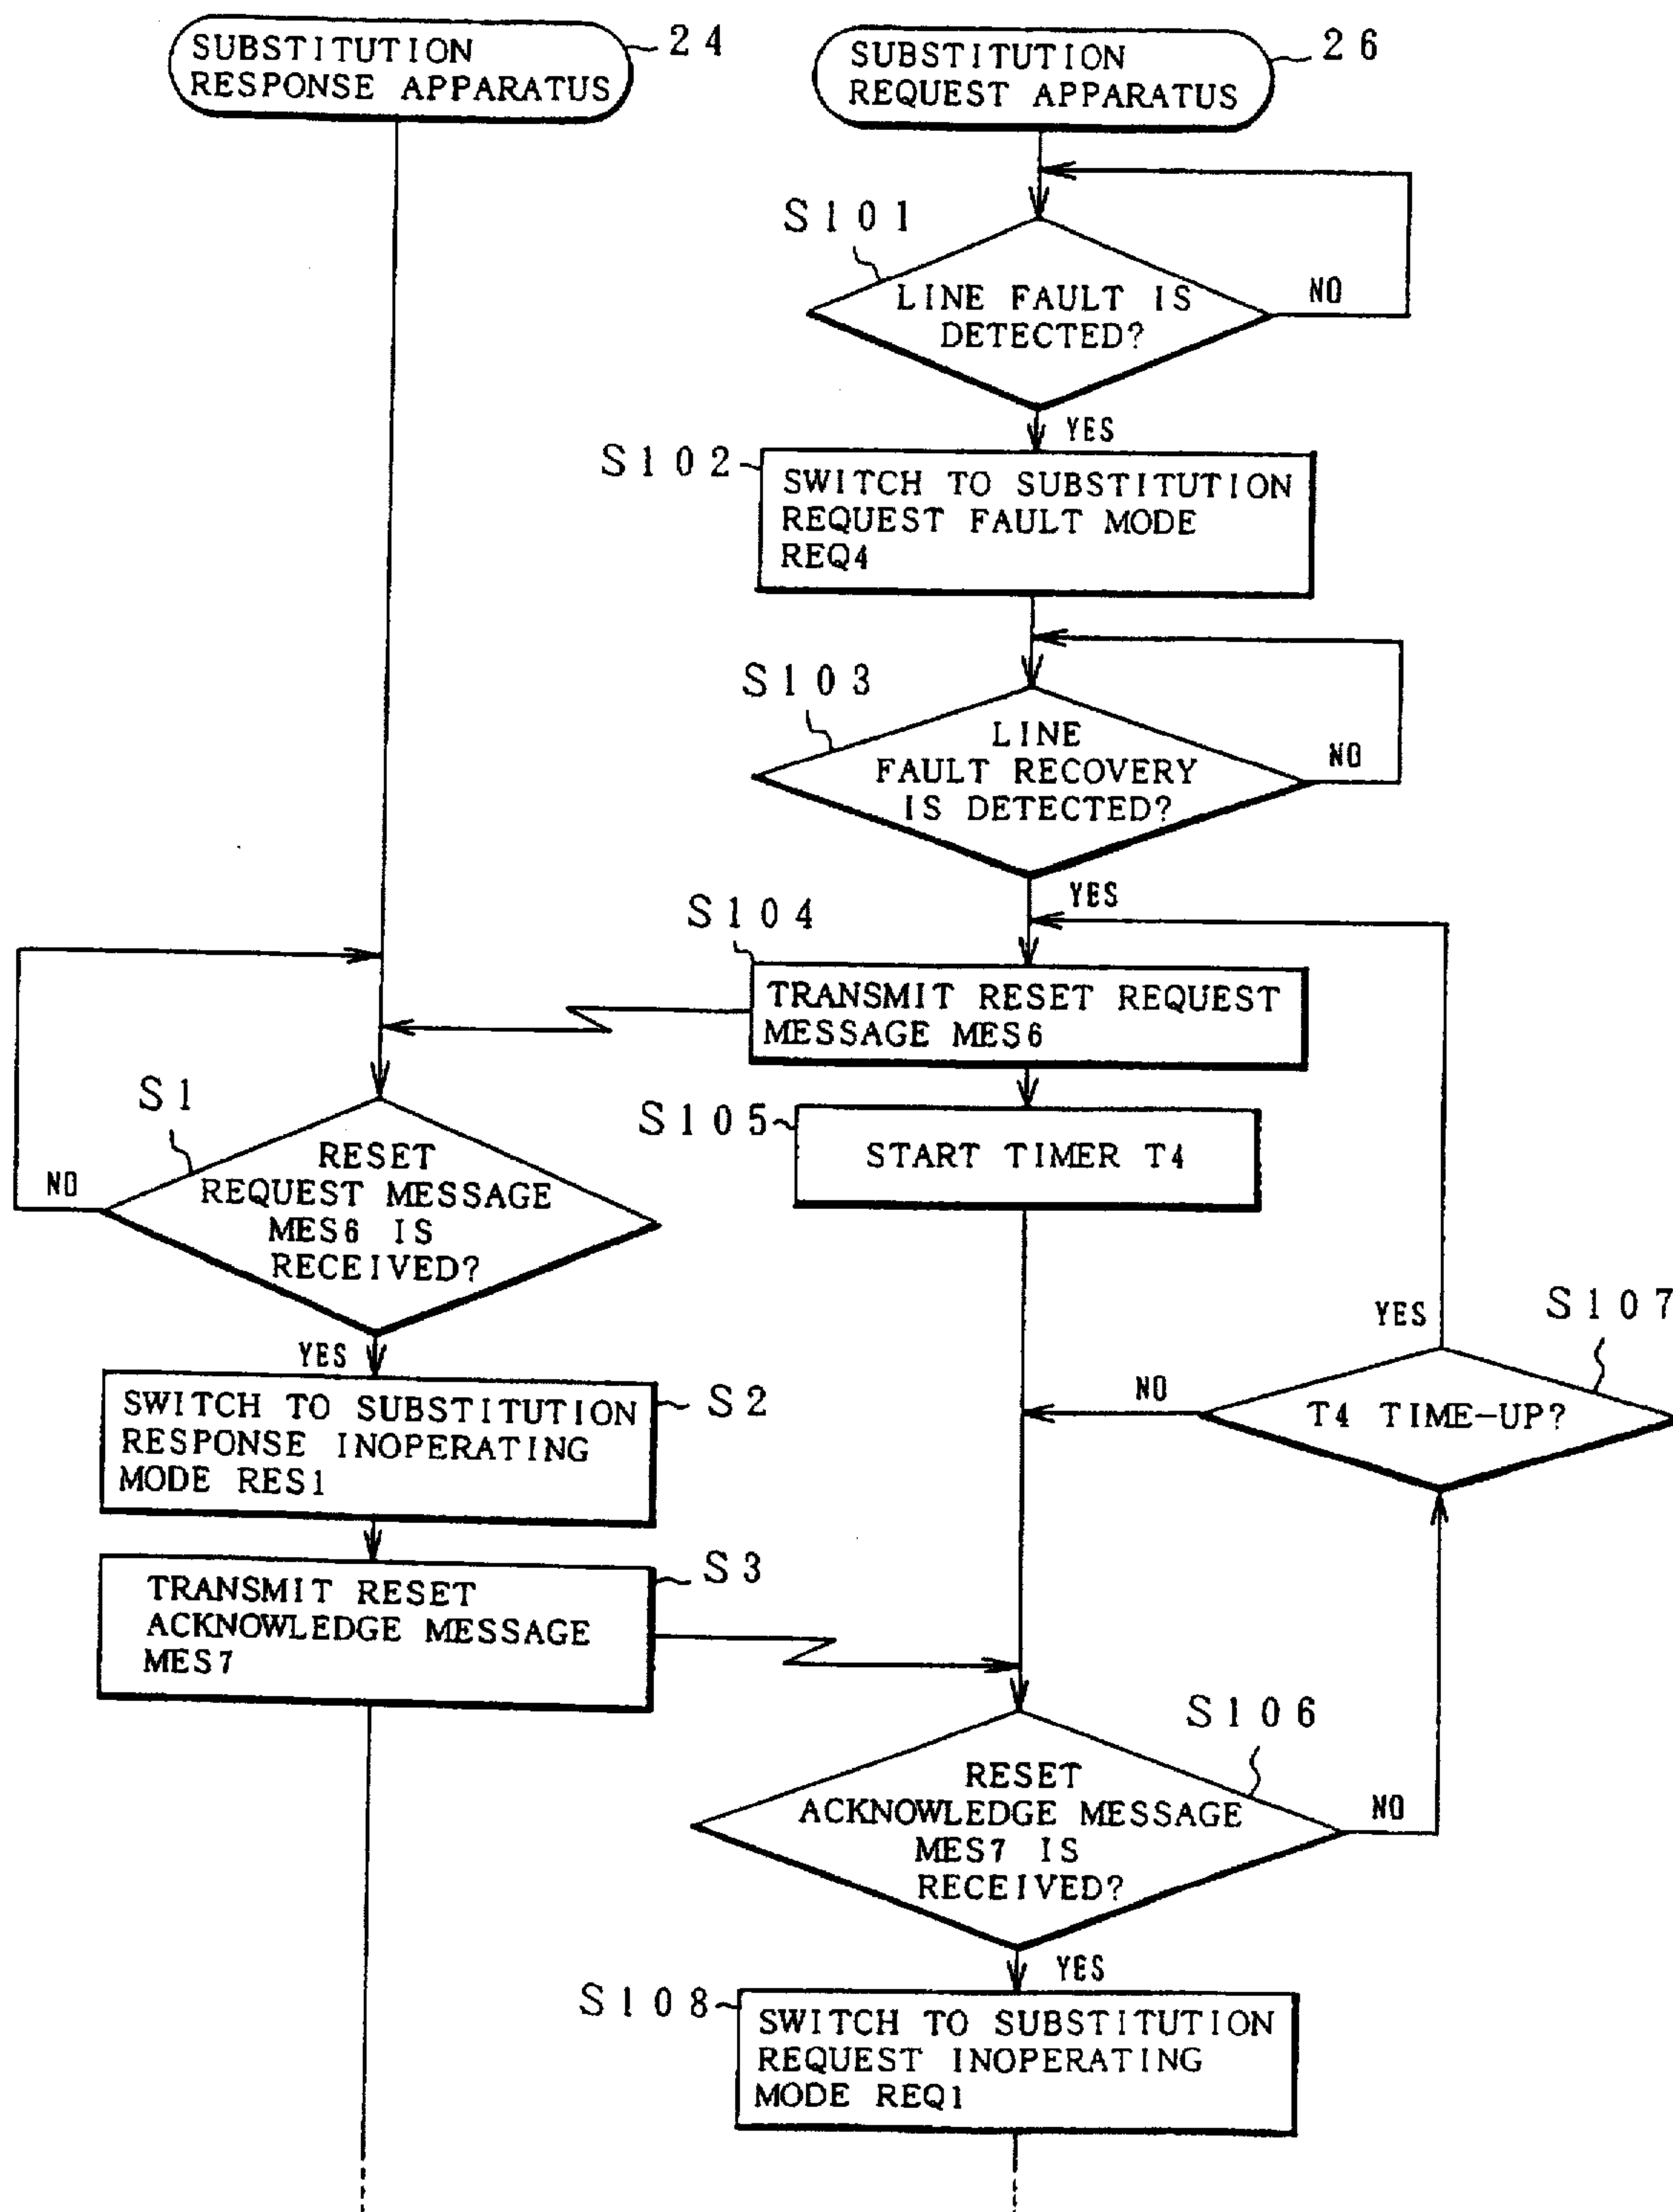 SUBSTITUTION
RESPONSE APPARATUS
24
SUBSTITUTION
REQUEST APPARATUS
26
S101
LINE FAULT IS
DETECTED?
NO
YES
S102
SWITCH TO SUBSTITUTION
REQUEST FAULT MODE
REQ4
S103
LINE
FAULT RECOVERY
IS DETECTED?
NO
YES
S104
TRANSMIT RESET REQUEST
MESSAGE MES6
S105
START TIMER T4
S1
RESET
REQUEST MESSAGE
MES6 IS
RECEIVED?
NO
YES
S2
SWITCH TO SUBSTITUTION
RESPONSE INOPERATING
MODE RES1
S3
TRANSMIT RESET
ACKNOWLEDGE MESSAGE
MES7
S107
YES
T4 TIME-UP?
NO
S106
RESET
ACKNOWLEDGE MESSAGE
MES7 IS
RECEIVED?
NO
YES
S108
SWITCH TO SUBSTITUTION
REQUEST INOPERATING
MODE REQ1